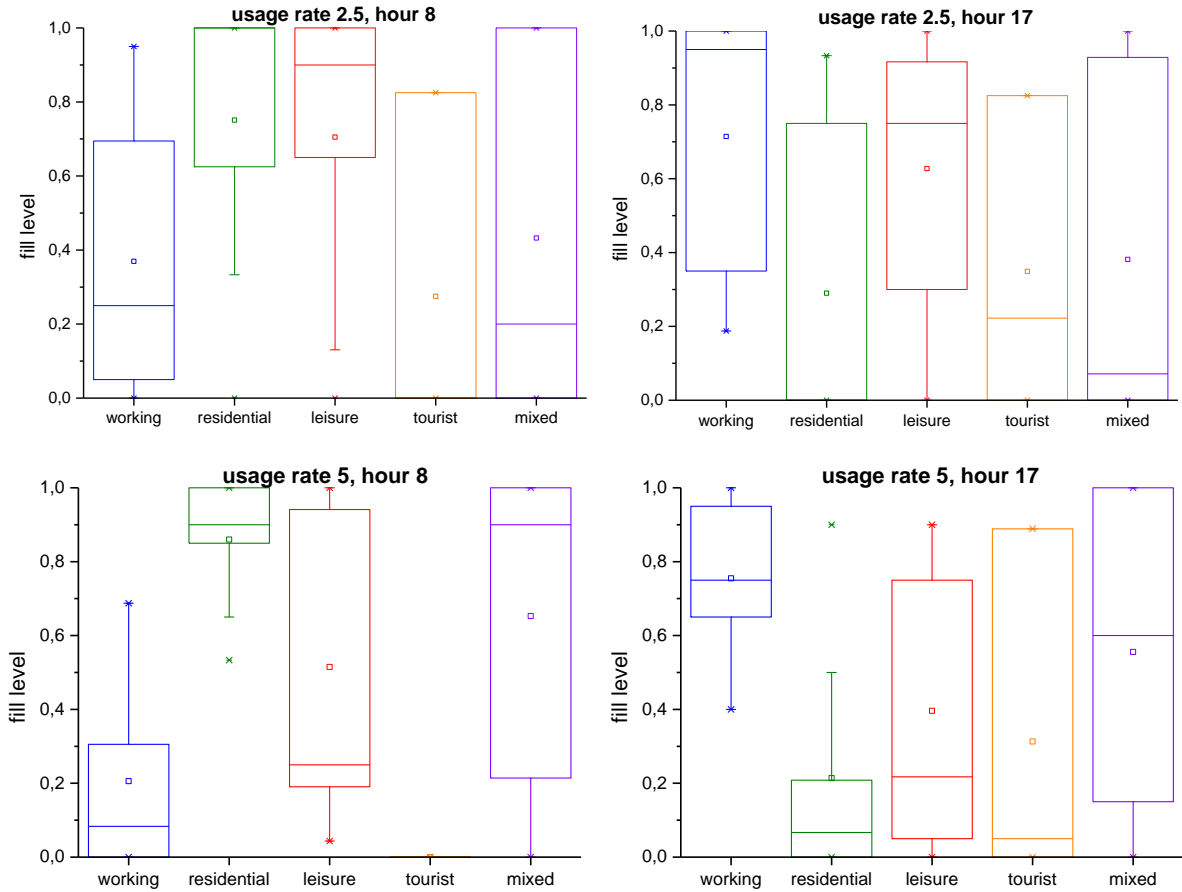 usage rate 2.5, hour 8
1,0
0,8
0,6
0,4
0,2
0,0
fill level
working residential leisure tourist mixed
usage rate 2.5, hour 17
1,0
0,8
0,6
0,4
0,2
0,0
fill level
working residential leisure tourist mixed
usage rate 5, hour 8
1,0
0,8
0,6
0,4
0,2
0,0
fill level
working residential leisure tourist mixed
usage rate 5, hour 17
1,0
0,8
0,6
0,4
0,2
0,0
fill level
working residential leisure tourist mixed